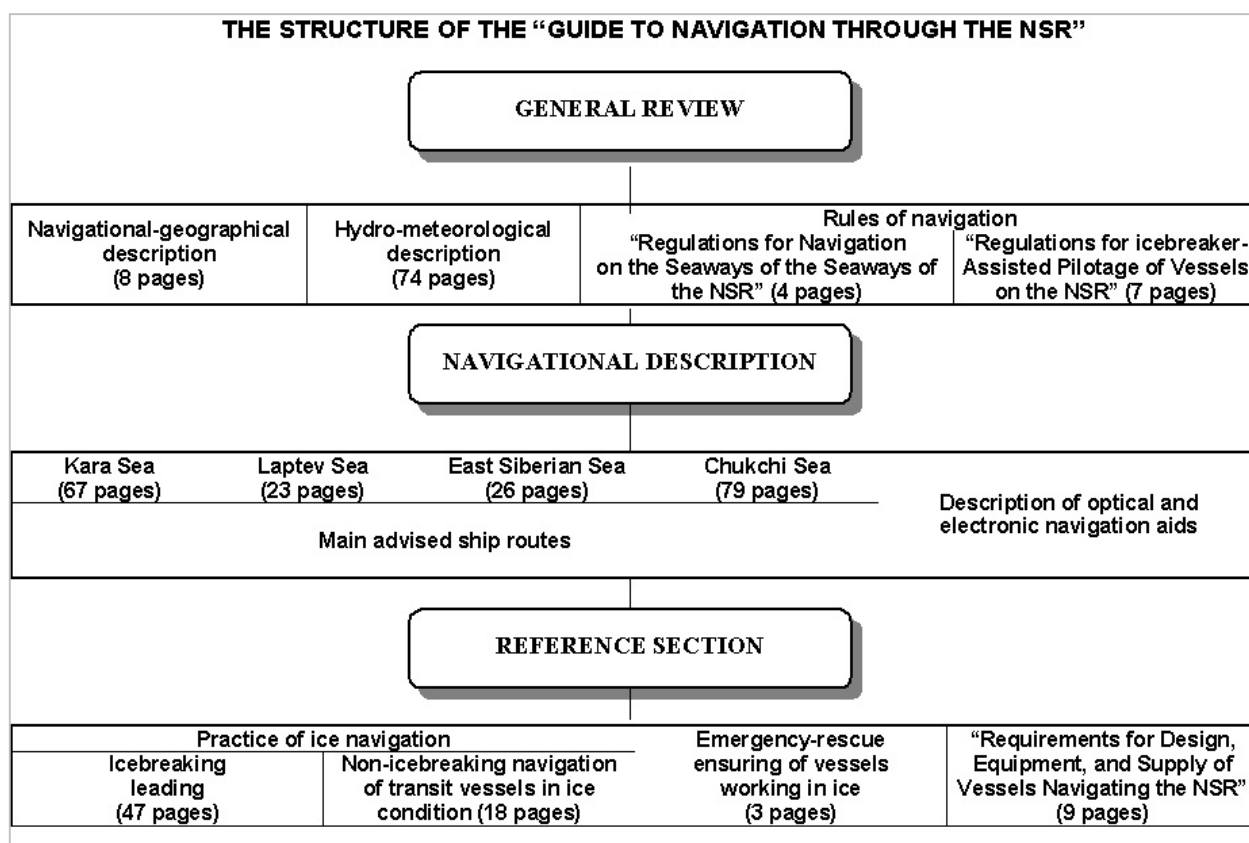 THE STRUCTURE OF THE “GUIDE TO NAVIGATION THROUGH THE NSR”
GENERAL REVIEW
Navigational-geographical
description
(8 pages)
Hydro-meteorological
description
(74 pages)
Rules of navigation
“Regulations for Navigation
on the Seaways of the Seaways of
the NSR” (4 pages)
“Regulations for icebreaker-
Assisted Pilotage of Vessels
on the NSR” (7 pages)
NAVIGATIONAL DESCRIPTION
Kara Sea
(67 pages)
Laptev Sea
(23 pages)
East Siberian Sea
(26 pages)
Chukchi Sea
(79 pages)
Main advised ship routes
Description of optical and
electronic navigation aids
REFERENCE SECTION
Practice of ice navigation
Icebreaking
leading
(47 pages)
Non-icebreaking navigation
of transit vessels in ice
condition (18 pages)
Emergency-rescue
ensuring of vessels
working in ice
(3 pages)
“Requirements for Design,
Equipment, and Supply of
Vessels Navigating the NSR”
(9 pages)